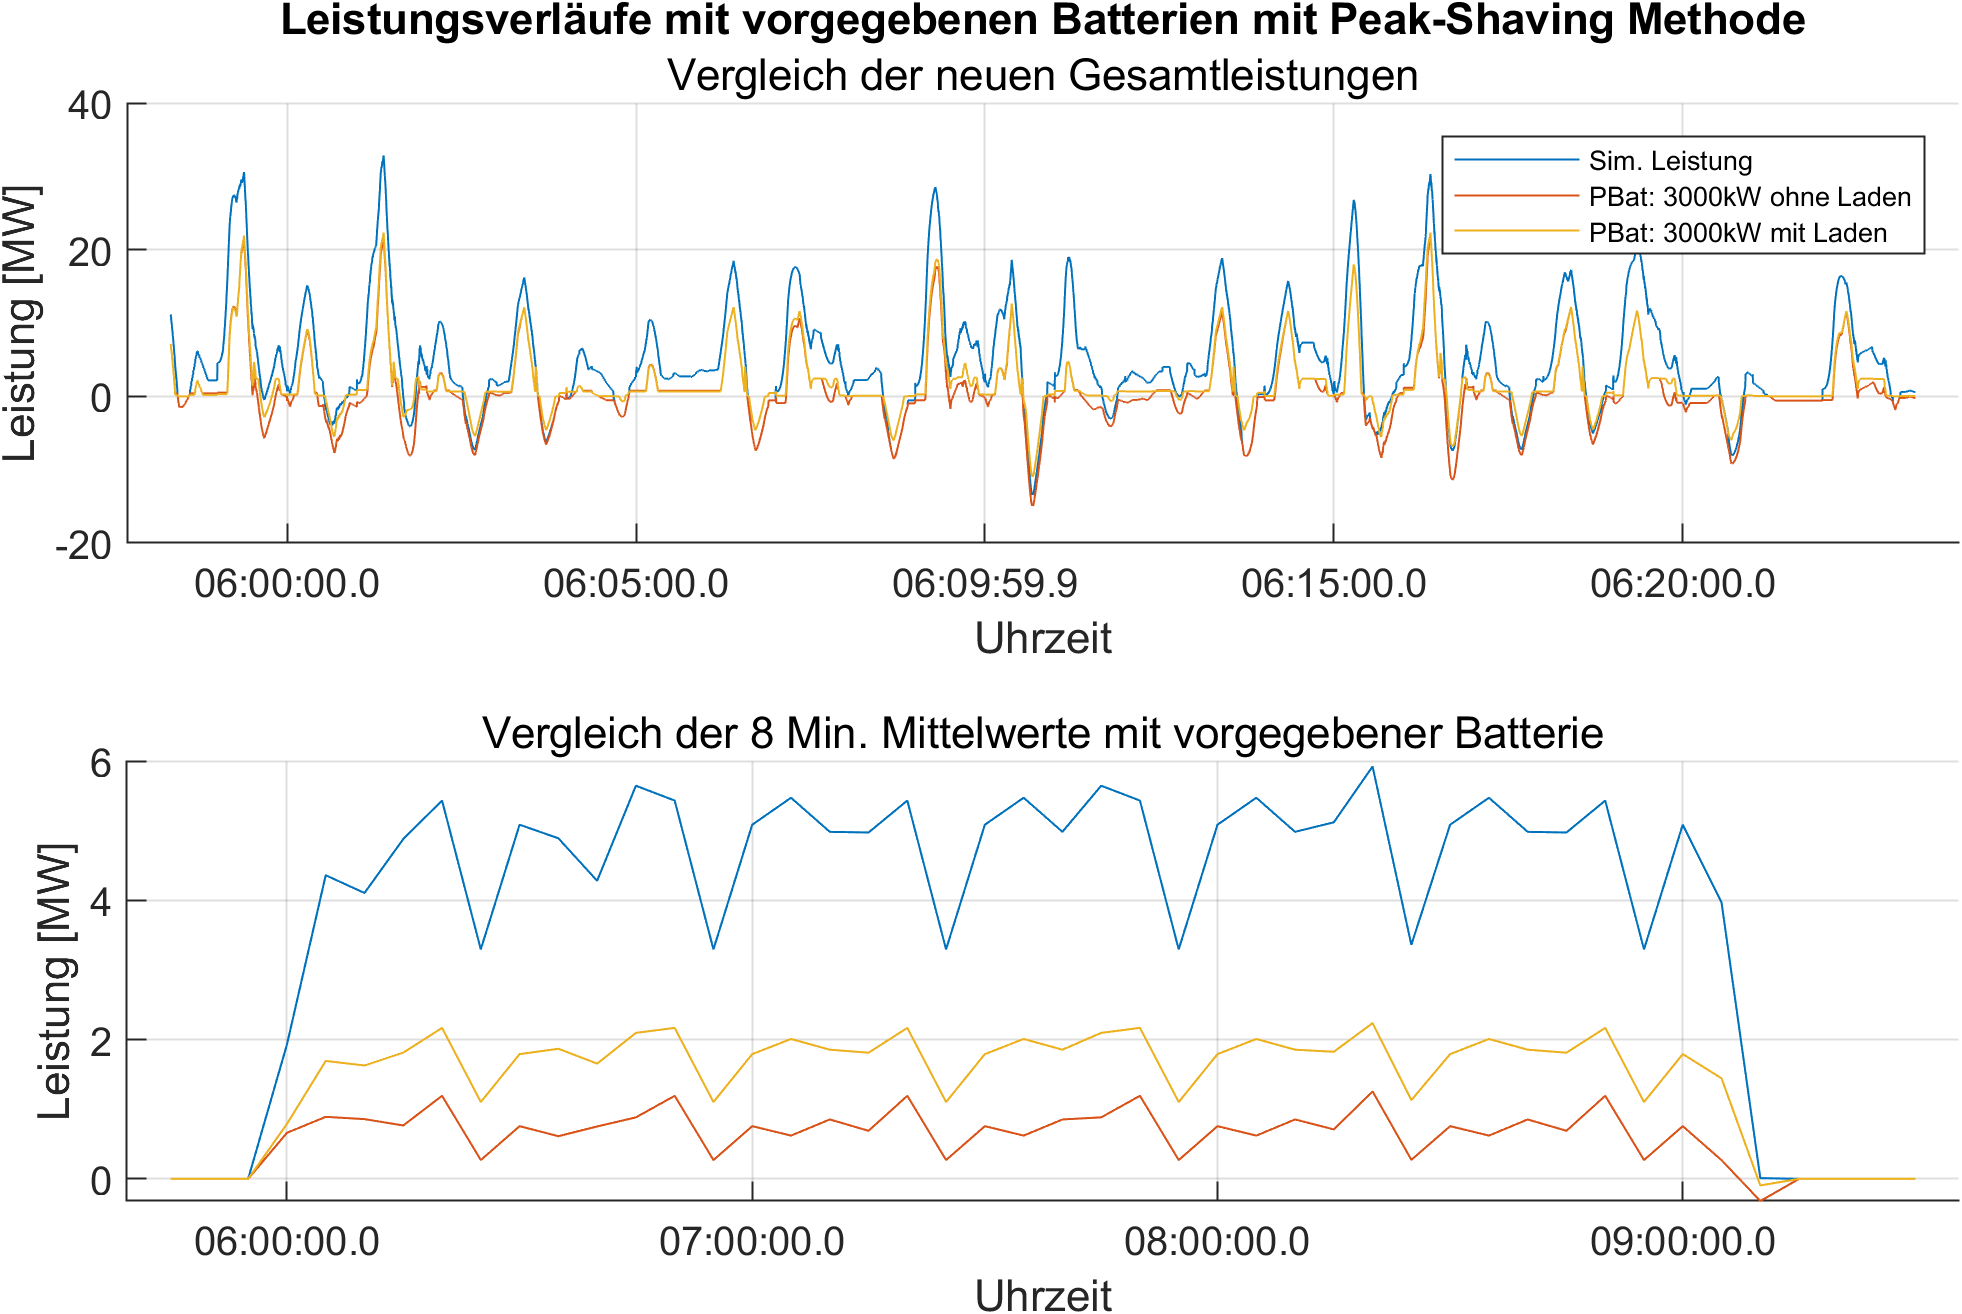 Leistungsverläufe mit vorgegebenen Batterien mit Peak-Shaving Methode
Vergleich der neuen Gesamtleistungen
40
20
0
-20
Leistung [MW]
Sim. Leistung
PBat: 3000kW ohne Laden
PBat: 3000kW mit Laden
06:00:00.0 06:05:00.0 06:09:59.9 06:15:00.0 06:20:00.0
Uhrzeit
Vergleich der 8 Min. Mittelwerte mit vorgegebener Batterie
6
4
2
0
Leistung [MW]
06:00:00.0 07:00:00.0 08:00:00.0 09:00:00.0
Uhrzeit